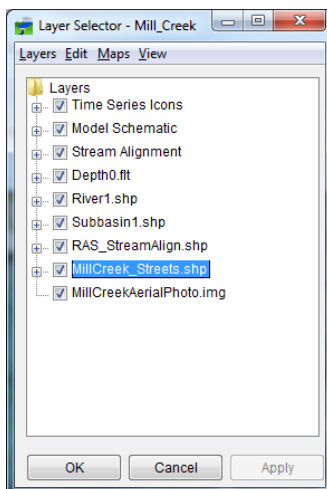 Layer Selector - Mill_Creek
Layers Edit Maps View
Layers
Time Series Icons
Model Schematic
Stream Alignment
Depth0.flt
River1.shp
Subbasin1.shp
RAS_StreamAlign.shp
MillCreek_Streets.shp
MillCreekAerialPhoto.img
OK Cancel Apply